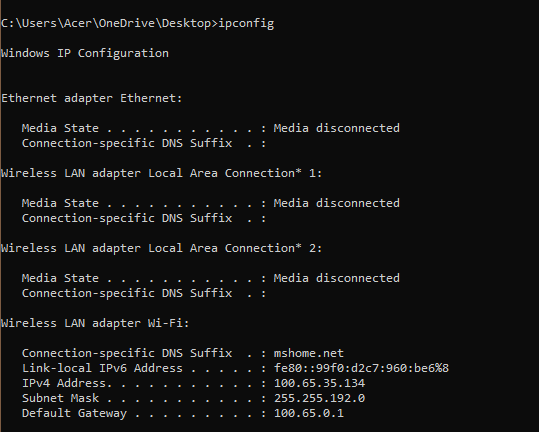 C:\Users\Acer\OneDrive\Desktop>ipconfig
Windows IP Configuration
Ethernet adapter Ethernet:
Media State . . . . . . . . . . . : Media disconnected
Connection-specific DNS Suffix  . :
Wireless LAN adapter Local Area Connection* 1:
Media State . . . . . . . . . . . : Media disconnected
Connection-specific DNS Suffix  . :
Wireless LAN adapter Local Area Connection* 2:
Media State . . . . . . . . . . . : Media disconnected
Connection-specific DNS Suffix  . :
Wireless LAN adapter Wi-Fi:
Connection-specific DNS Suffix  . : mshome.net
Link-local IPv6 Address . . . . . : fe80::99f0:d2c7:960:be6%8
IPv4 Address. . . . . . . . . . . : 100.65.35.134
Subnet Mask . . . . . . . . . . . : 255.255.192.0
Default Gateway . . . . . . . . . : 100.65.0.1